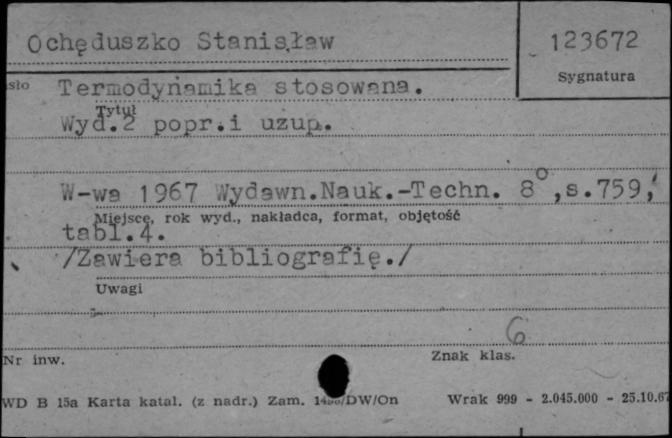 Ochęduszko Stanisław
123672
Sygnatura
Termodynamika stosowana.
Tytuł
Wyd.2 popr.i uzup.
W-wa 1967 Wydawn.Nauk.-Techn. 8°,s.759,
Miejsce, rok wyd., nakładca, format, objętość
tabl.4.
/Zawiera bibliografię./
Uwagi
6
Nr inw.
Znak klas.
WD B 15a Karta katal. (z nadr.) Zam. /DW/On
Wrak 999 - 2.045.000 - 25.10.67